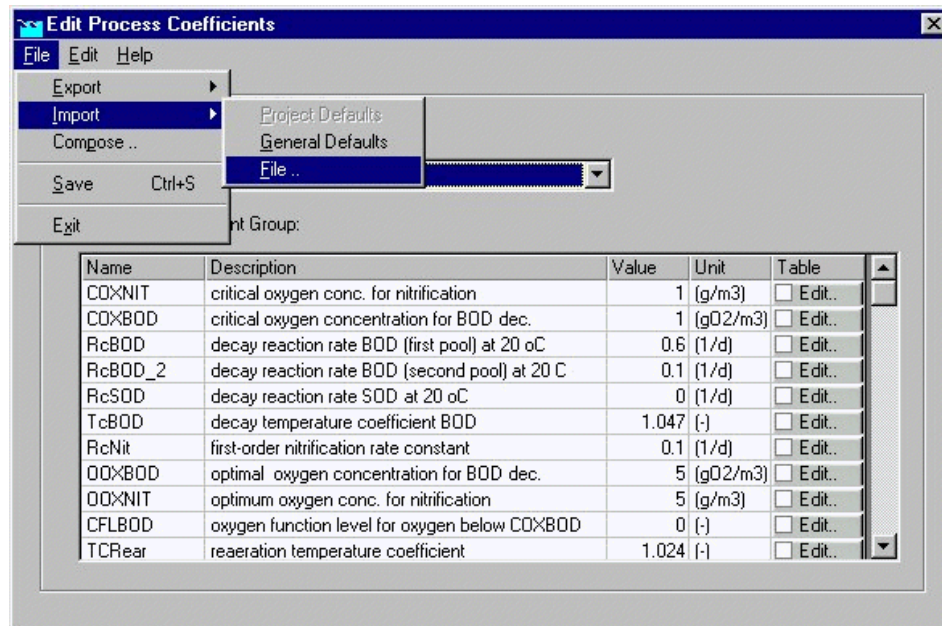 Edit Process Coefficients
File Edit Help
Export
Import
Project Defaults
Compose ..
General Defaults
File ..
Save Ctrl+S
Exit
nt Group:
Name Description Value Unit Table
COXNIT critical oxygen conc. for nitrification 1 (g/m3) Edit..
COXBOD critical oxygen concentration for BOD dec. 1 (gO2/m3) Edit..
RcBOD decay reaction rate BOD (first pool) at 20 oC 0.6 (1/d) Edit..
RcBOD_2 decay reaction rate BOD (second pool) at 20 C 0.1 (1/d) Edit..
RcSOD decay reaction rate SOD at 20 oC 0 (1/d) Edit..
TcBOD decay temperature coefficient BOD 1.047 (-) Edit..
RcNit first-order nitrification rate constant 0.1 (1/d) Edit..
OOXBOD optimal oxygen concentration for BOD dec. 5 (gO2/m3) Edit..
OOXNIT optimum oxygen conc. for nitrification 5 (g/m3) Edit..
CFLBOD oxygen function level for oxygen below COXBOD 0 (-) Edit..
TCRear reaeration temperature coefficient 1.024 (-) Edit..